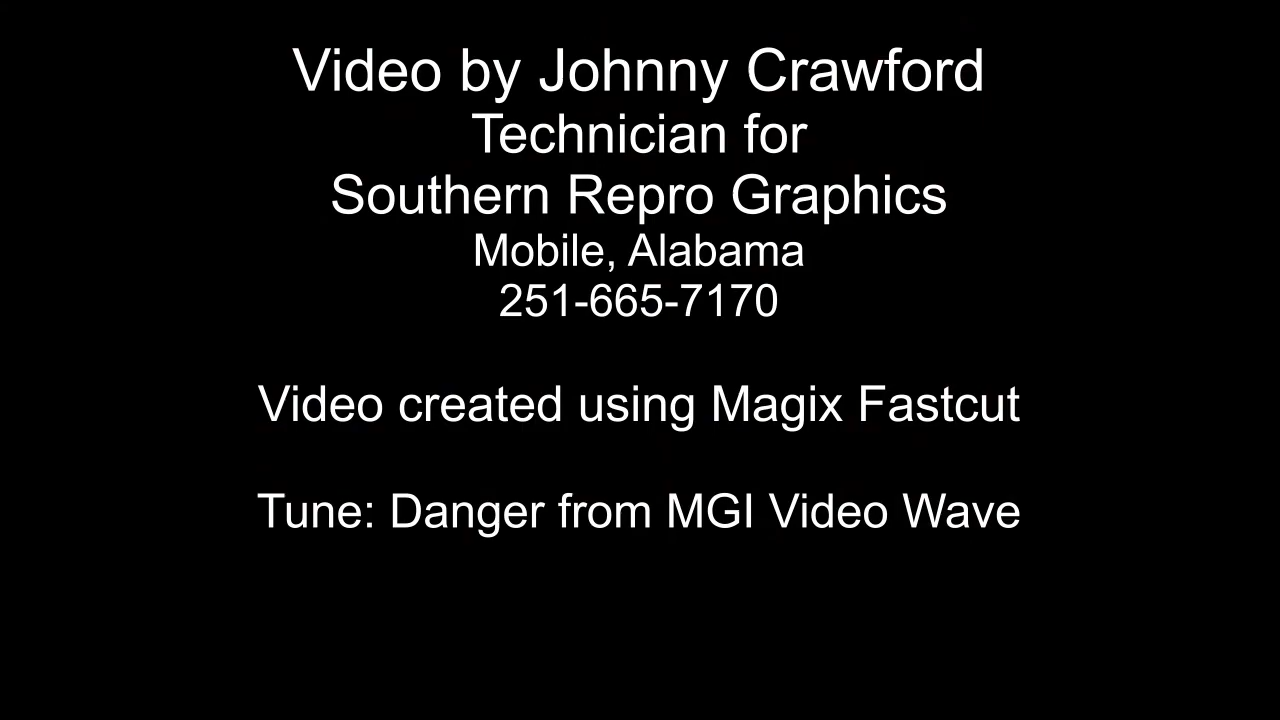 Video by Johnny Crawford
Technician for
Southern Repro Graphics
Mobile, Alabama
251-665-7170
Video created using Magix Fastcut
Tune: Danger from MGI Video Wave